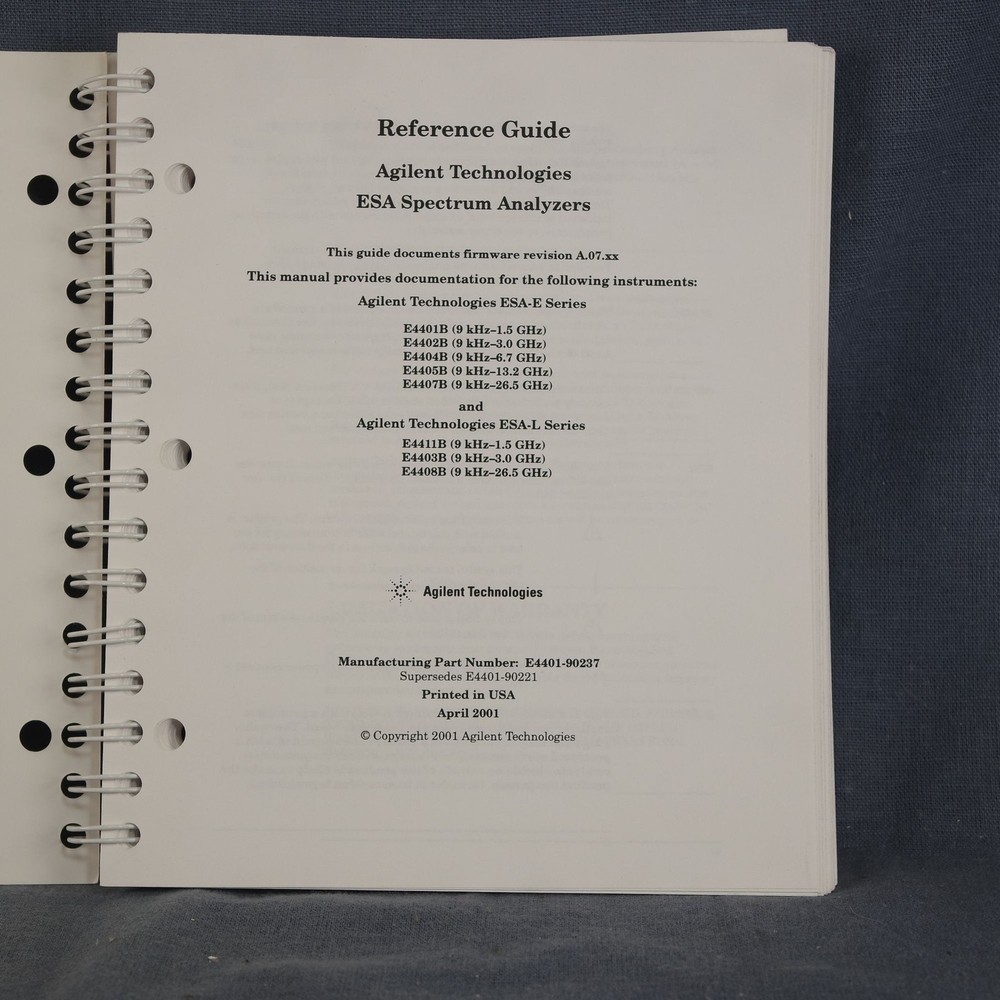 Reference Guide
Agilent Technologies
ESA Spectrum Analyzers
This guide documents firmware revision A.07.xx
This manual provides documentation for the following instruments:
Agilent Technologies ESA-E Series
E4401B (9 kHz–1.5 GHz)
E4402B (9 kHz–3.0 GHz)
E4404B (9 kHz–6.7 GHz)
E4405B (9 kHz–13.2 GHz)
E4407B (9 kHz–26.5 GHz)
and
Agilent Technologies ESA-L Series
E4411B (9 kHz–1.5 GHz)
E4403B (9 kHz–3.0 GHz)
E4408B (9 kHz–26.5 GHz)
Agilent Technologies
Manufacturing Part Number: E4401-90237
Supersedes E4401-90221
Printed in USA
April 2001
© Copyright 2001 Agilent Technologies